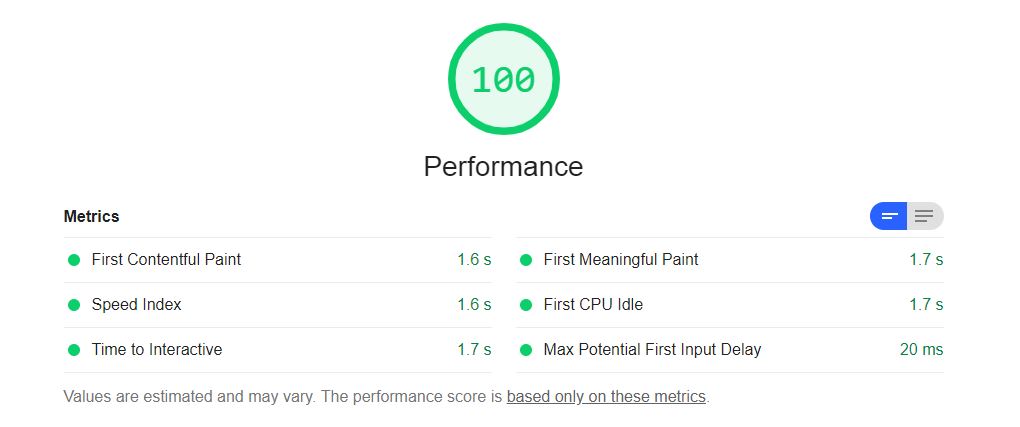 100
Performance
Metrics
First Contentful Paint 1.6 s
First Meaningful Paint 1.7 s
Speed Index 1.6 s
First CPU Idle 1.7 s
Time to Interactive 1.7 s
Max Potential First Input Delay 20 ms
Values are estimated and may vary. The performance score is based only on these metrics.